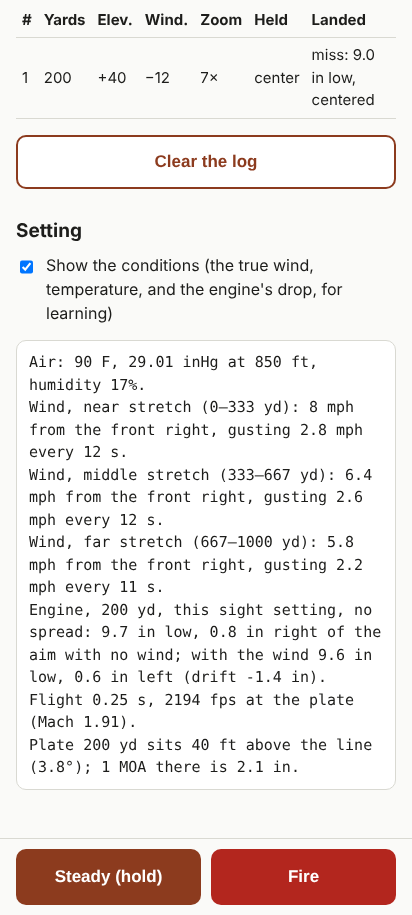 # Yards Elev. Wind. Zoom Held Landed
1 200 +40 −12 7× center miss: 9.0 in low, centered
Clear the log
Setting
Show the conditions (the true wind,
temperature, and the engine's drop, for
learning)
Air: 90 F, 29.01 inHg at 850 ft,
humidity 17%.
Wind, near stretch (0–333 yd): 8 mph
from the front right, gusting 2.8 mph
every 12 s.
Wind, middle stretch (333–667 yd): 6.4
mph from the front right, gusting 2.6
mph every 12 s.
Wind, far stretch (667–1000 yd): 5.8
mph from the front right, gusting 2.2
mph every 11 s.
Engine, 200 yd, this sight setting, no
spread: 9.7 in low, 0.8 in right of the
aim with no wind; with the wind 9.6 in
low, 0.6 in left (drift -1.4 in).
Flight 0.25 s, 2194 fps at the plate
(Mach 1.91).
Plate 200 yd sits 40 ft above the line
(3.8°); 1 MOA there is 2.1 in.
Steady (hold)
Fire